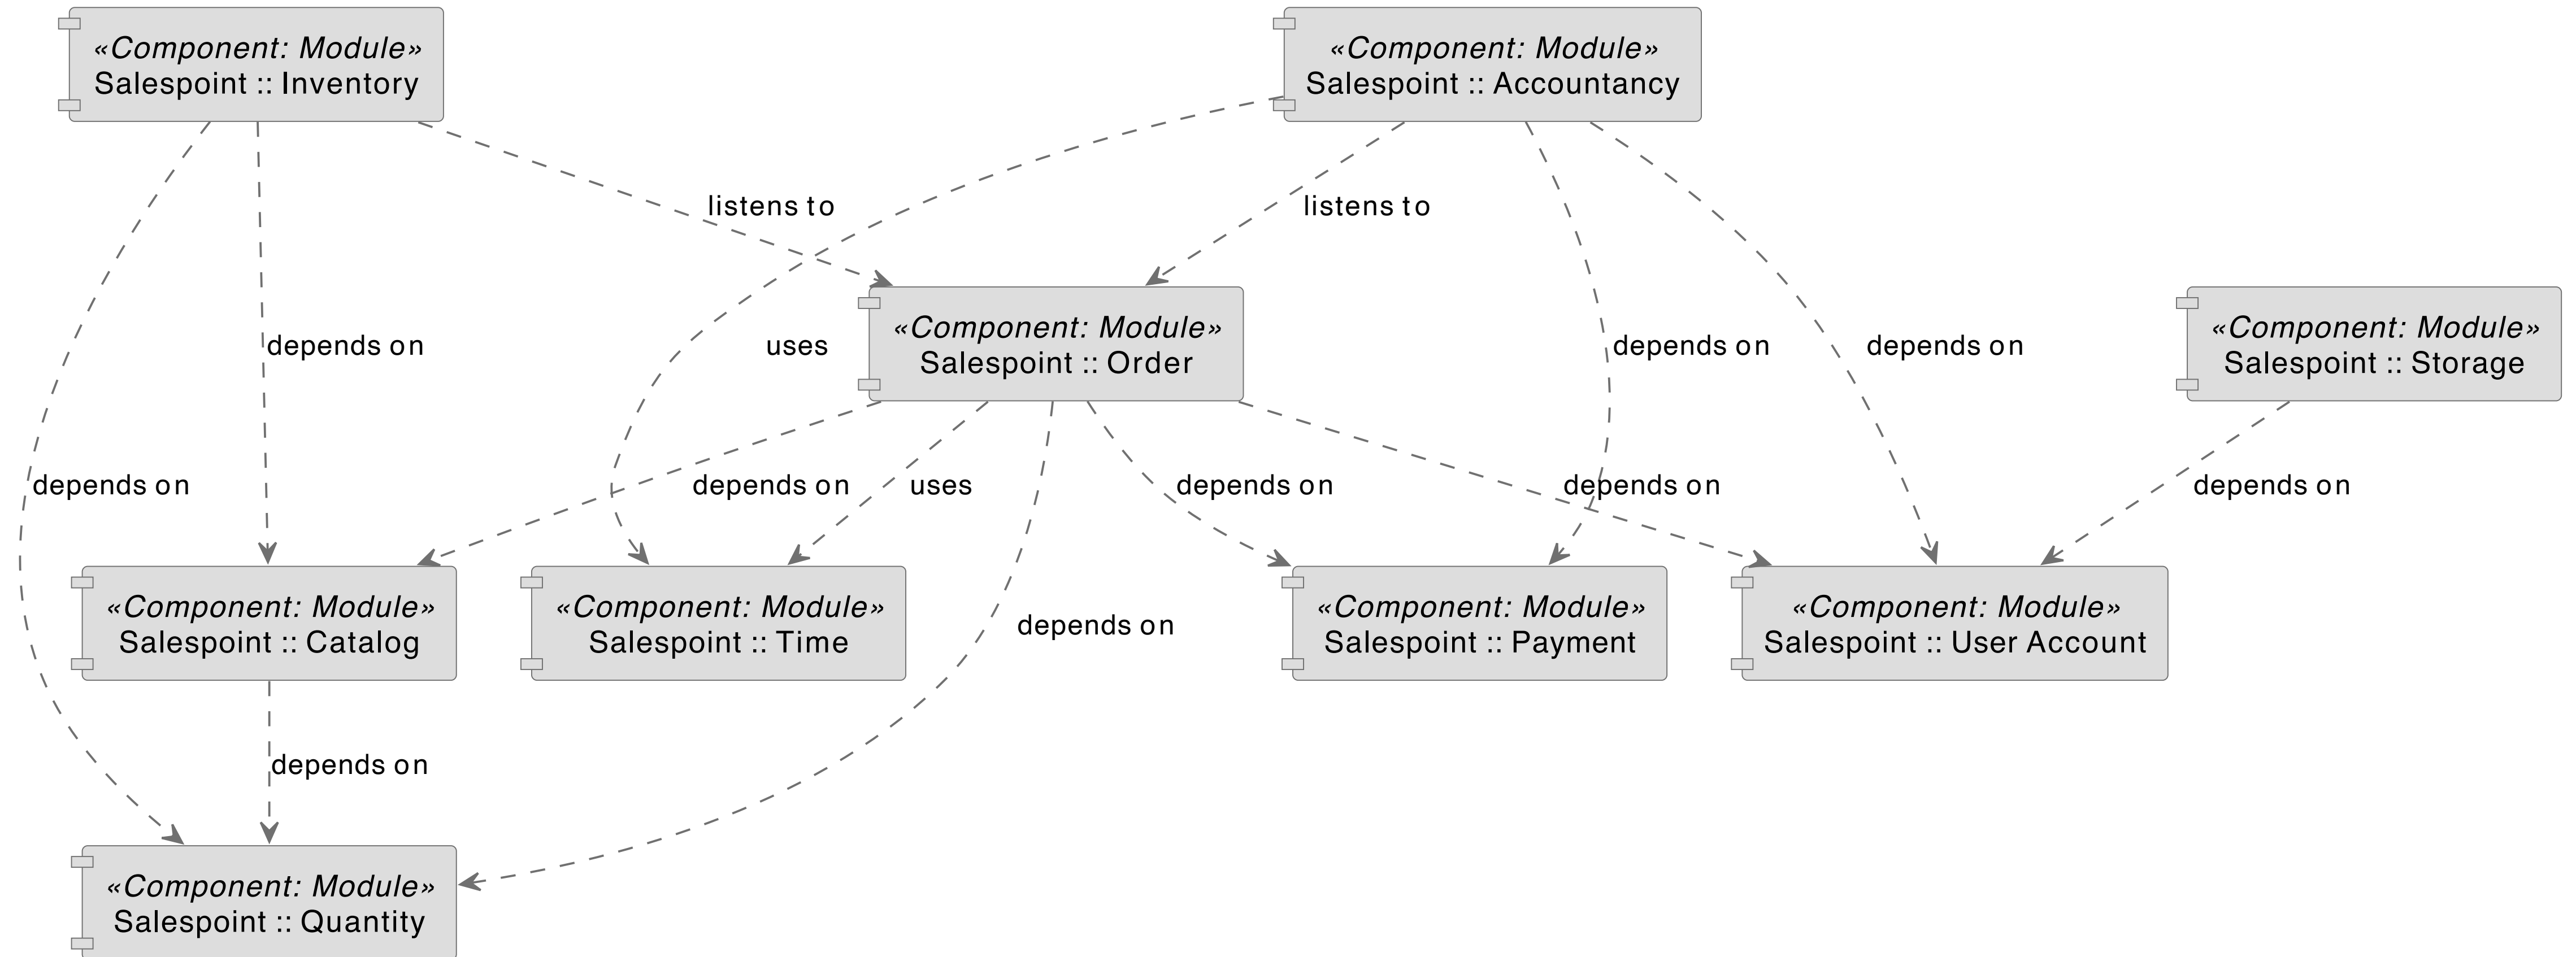 «Component: Module»
Salespoint :: Inventory
«Component: Module»
Salespoint :: Accountancy
listens to
listens to
«Component: Module»
Salespoint :: Order
«Component: Module»
Salespoint :: Storage
depends on
uses
depends on
depends on
depends on
depends on
uses
depends on
depends on
depends on
«Component: Module»
Salespoint :: Catalog
«Component: Module»
Salespoint :: Time
«Component: Module»
Salespoint :: Payment
«Component: Module»
Salespoint :: User Account
depends on
depends on
«Component: Module»
Salespoint :: Quantity